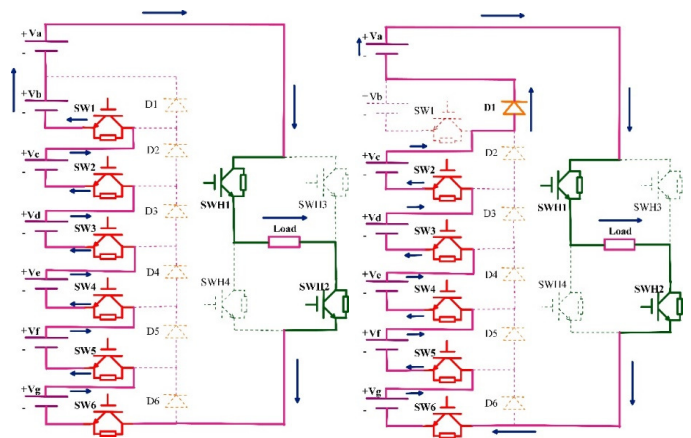 +Va
-
+Vb
-
SW1
D1
+Vc
-
SW2
D2
+Vd
-
SW3
D3
+Ve
-
SW4
D4
+Vf
-
SW5
D5
+Vg
-
SW6
D6
SWH1
SWH3
Load
SWH4
SWH2
+Va
-
+Vb
-
SW1
D1
+Vc
-
SW2
D2
+Vd
-
SW3
D3
+Ve
-
SW4
D4
+Vf
-
SW5
D5
+Vg
-
SW6
D6
SWH1
SWH3
Load
SWH4
SWH2